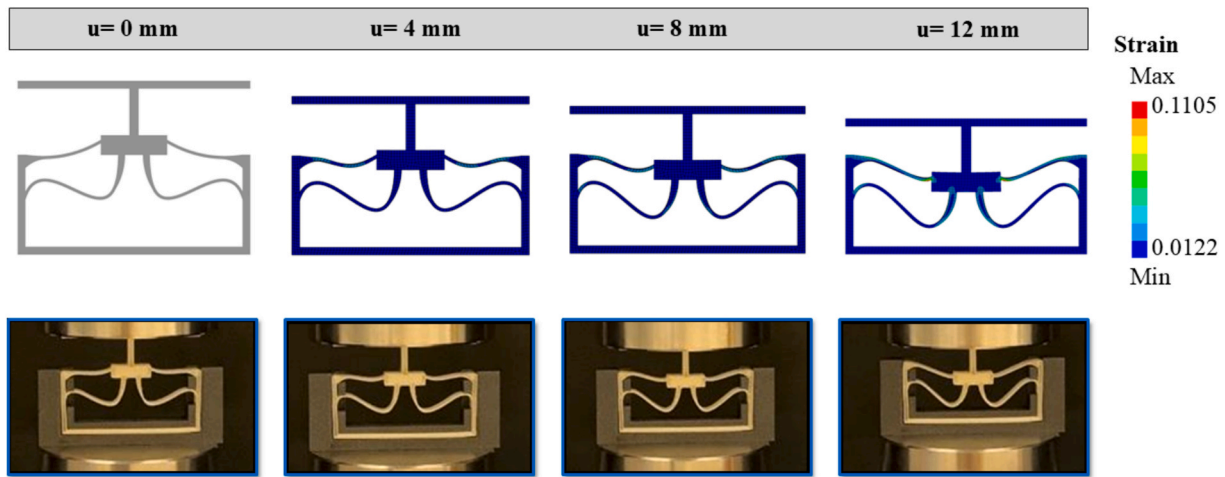 u= 0 mm u= 4 mm u= 8 mm u= 12 mm
Strain
Max
0.1105
0.0122
Min